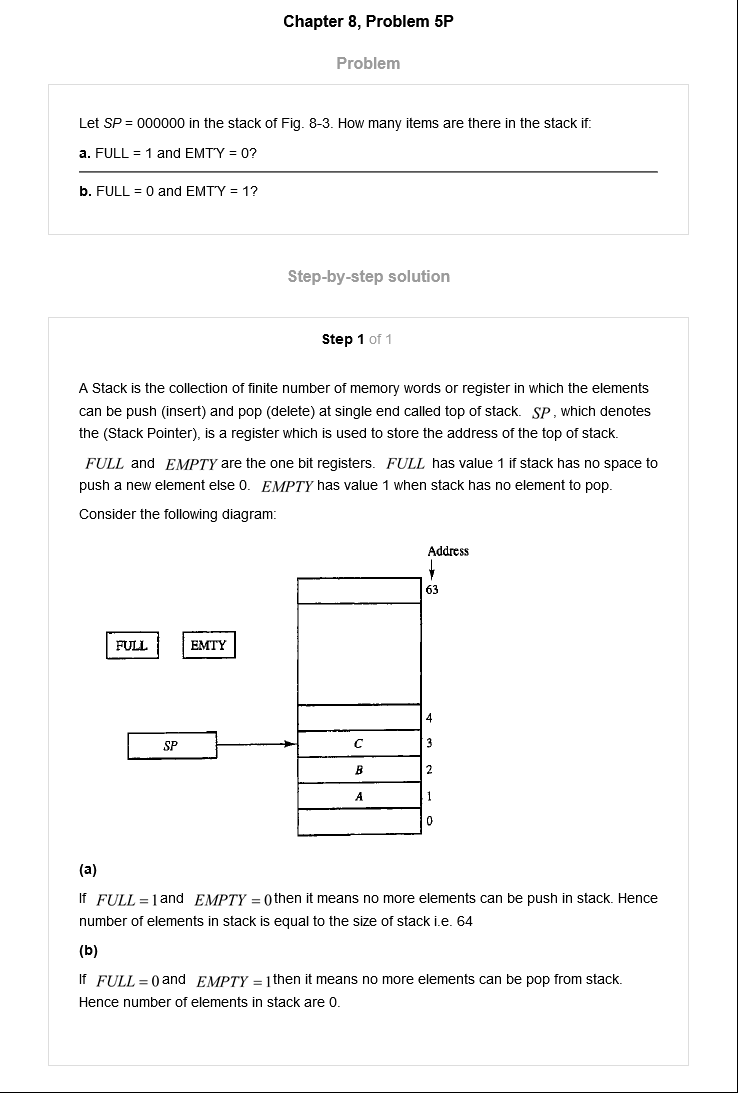 Chapter 8, Problem 5P
Problem
Let SP = 000000 in the stack of Fig. 8-3. How many items are there in the stack if:
a. FULL = 1 and EMTY = 0?
b. FULL = 0 and EMTY = 1?
Step-by-step solution
Step 1 of 1
A Stack is the collection of finite number of memory words or register in which the elements
can be push (insert) and pop (delete) at single end called top of stack. SP, which denotes
the (Stack Pointer), is a register which is used to store the address of the top of stack.
FULL and EMPTY are the one bit registers. FULL has value 1 if stack has no space to
push a new element else 0. EMPTY has value 1 when stack has no element to pop.
Consider the following diagram:
Address
63
FULL EMTY
4
SP C 3
B 2
A 1
0
(a)
If FULL = 1 and EMPTY = 0 then it means no more elements can be push in stack. Hence
number of elements in stack is equal to the size of stack i.e. 64
(b)
If FULL = 0 and EMPTY = 1 then it means no more elements can be pop from stack.
Hence number of elements in stack are 0.